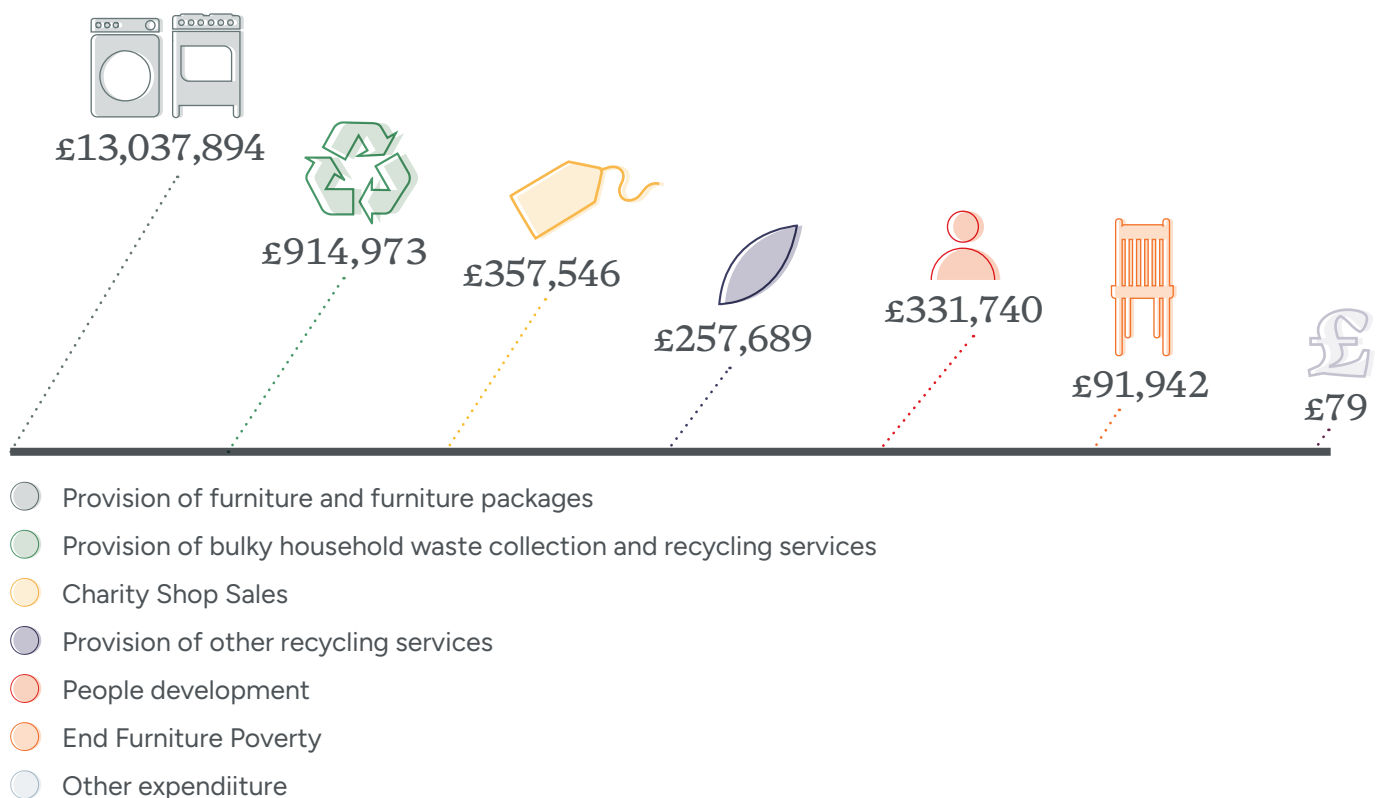 £13,037,894
£914,973
£357,546
£257,689
£331,740
£91,942
£
£79
Provision of furniture and furniture packages
Provision of bulky household waste collection and recycling services
Charity Shop Sales
Provision of other recycling services
People development
End Furniture Poverty
Other expendiiture